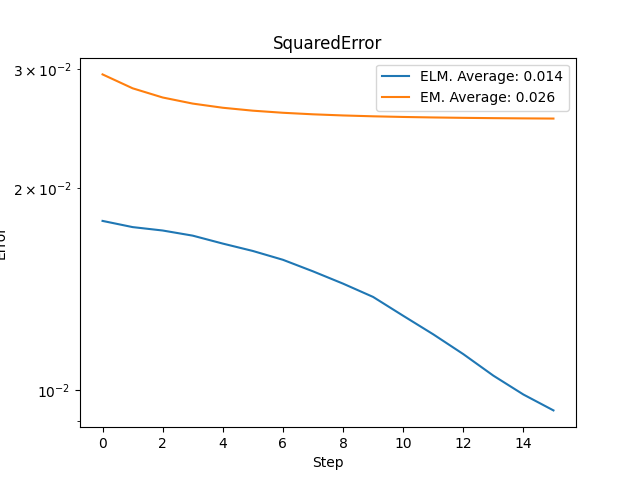 SquaredError
ELM. Average: 0.014
EM. Average: 0.026
3 × 10⁻²
2 × 10⁻²
10⁻²
Error
0 2 4 6 8 10 12 14
Step